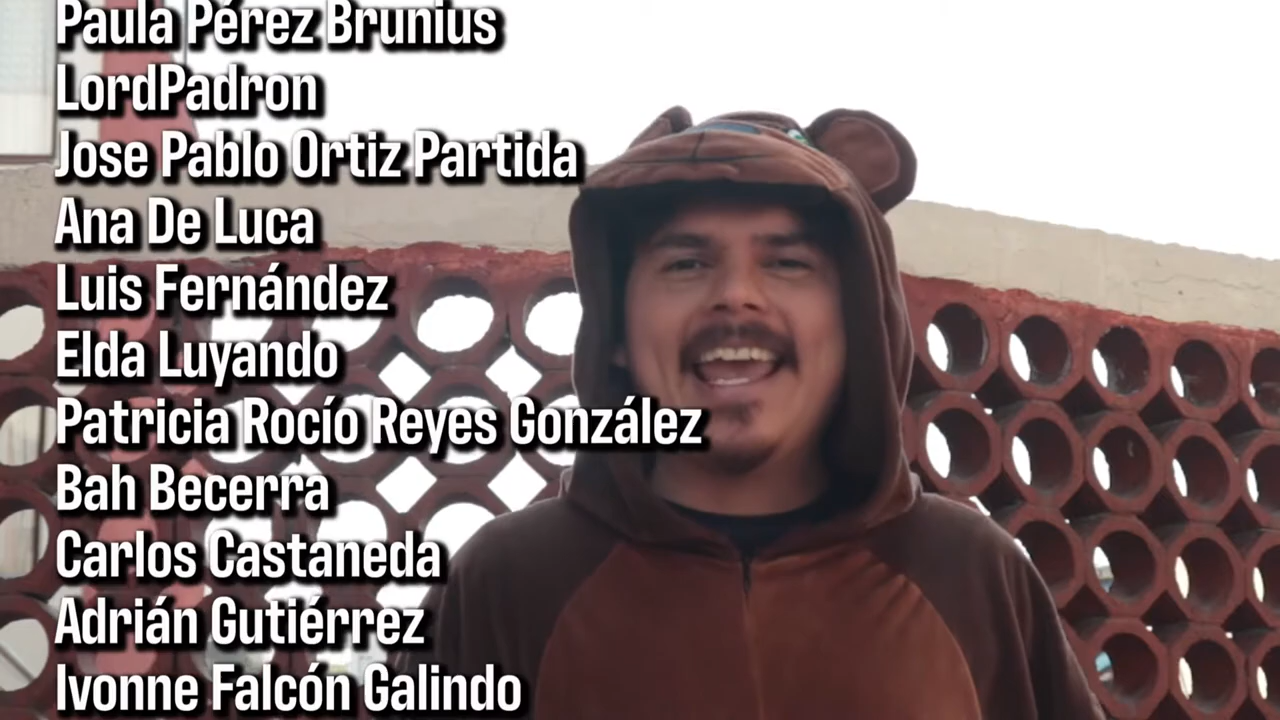 Paula Pérez Brunius
LordPadron
Jose Pablo Ortiz Partida
Ana De Luca
Luis Fernández
Elda Luyando
Patricia Rocío Reyes González
Bah Becerra
Carlos Castaneda
Adrián Gutiérrez
Ivonne Falcón Galindo